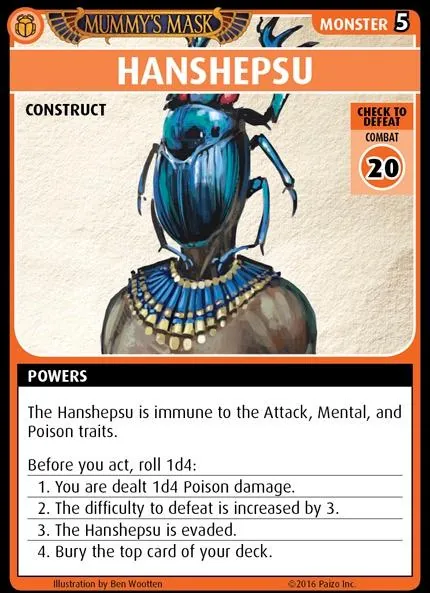 MUMMY'S MASK
MONSTER 5
HANSHEPSU
CONSTRUCT
CHECK TO
DEFEAT
COMBAT
20
POWERS
The Hanshepsu is immune to the Attack, Mental, and
Poison traits.
Before you act, roll 1d4:
1. You are dealt 1d4 Poison damage.
2. The difficulty to defeat is increased by 3.
3. The Hanshepsu is evaded.
4. Bury the top card of your deck.
Illustration by Ben Wootten
©2016 Paizo Inc.